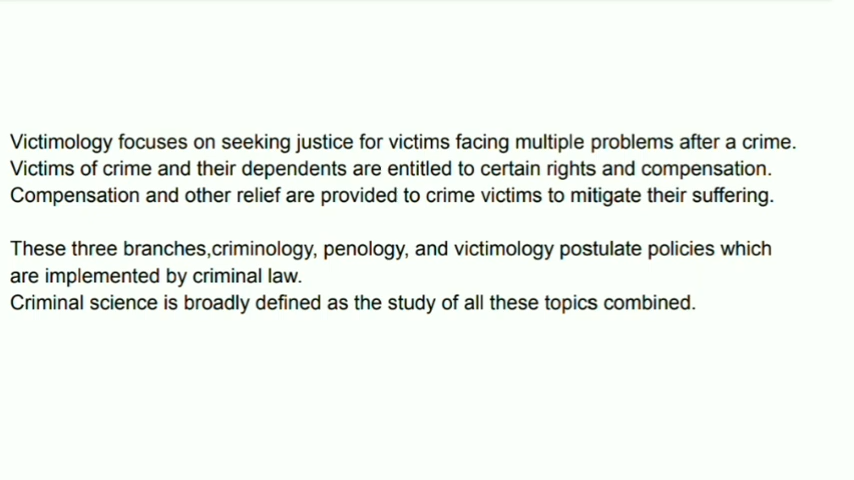 Victimology focuses on seeking justice for victims facing multiple problems after a crime.
Victims of crime and their dependents are entitled to certain rights and compensation.
Compensation and other relief are provided to crime victims to mitigate their suffering.
These three branches,criminology, penology, and victimology postulate policies which
are implemented by criminal law.
Criminal science is broadly defined as the study of all these topics combined.